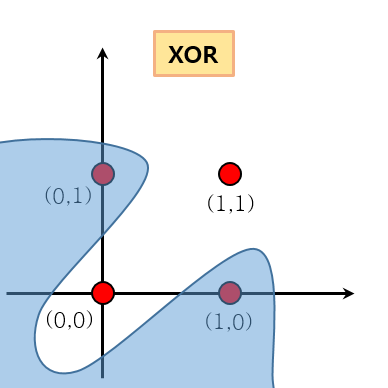 XOR
(0,1)
(1,1)
(0,0)
(1,0)